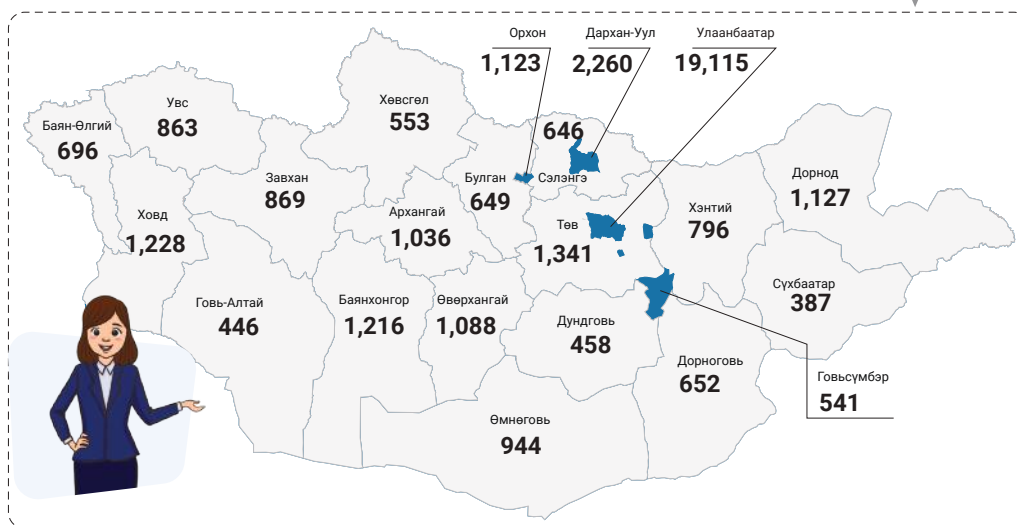 Орхон
1,123
Дархан-Уул
2,260
Улаанбаатар
19,115
Увс
863
Баян-Өлгий
696
Хөвсгөл
553
646
Сэлэнгэ
Завхан
869
Булган
649
Дорнод
1,127
Ховд
1,228
Архангай
1,036
Төв
1,341
Хэнтий
796
Сүхбаатар
387
Говь-Алтай
446
Баянхонгор
1,216
Өвөрхангай
1,088
Дундговь
458
Дорноговь
652
Говьсүмбэр
541
Өмнөговь
944